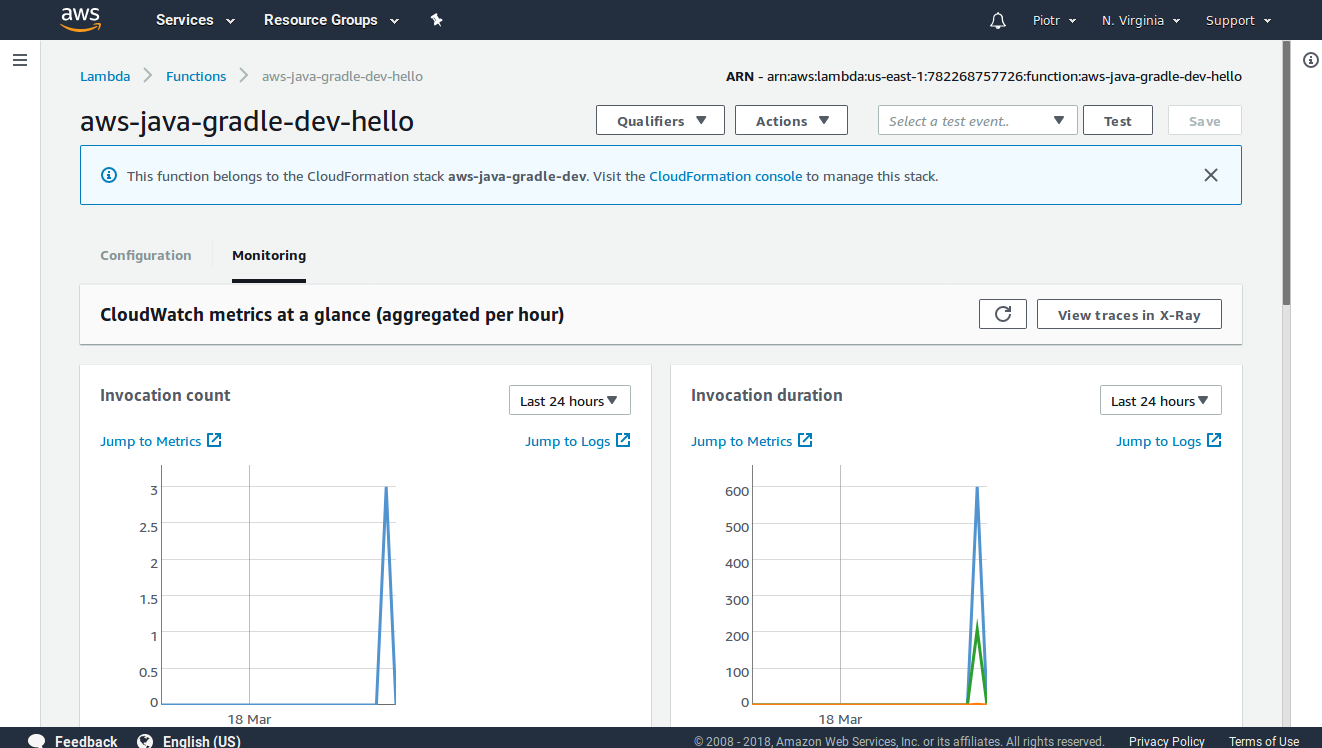 aws Services Resource Groups Piotr N. Virginia Support
Lambda Functions aws-java-gradle-dev-hello ARN - arn:aws:lambda:us-east-1:782268757726:function:aws-java-gradle-dev-hello
aws-java-gradle-dev-hello Qualifiers Actions Select a test event.. Test Save
This function belongs to the CloudFormation stack aws-java-gradle-dev. Visit the CloudFormation console to manage this stack.
Configuration Monitoring
CloudWatch metrics at a glance (aggregated per hour) View traces in X-Ray
Invocation count Last 24 hours
Jump to Metrics Jump to Logs
3
2.5
2
1.5
1
0.5
0
18 Mar
Invocation duration Last 24 hours
Jump to Metrics Jump to Logs
600
500
400
300
200
100
0
18 Mar
Feedback English (US) © 2008 - 2018, Amazon Web Services, Inc. or its affiliates. All rights reserved. Privacy Policy Terms of Use